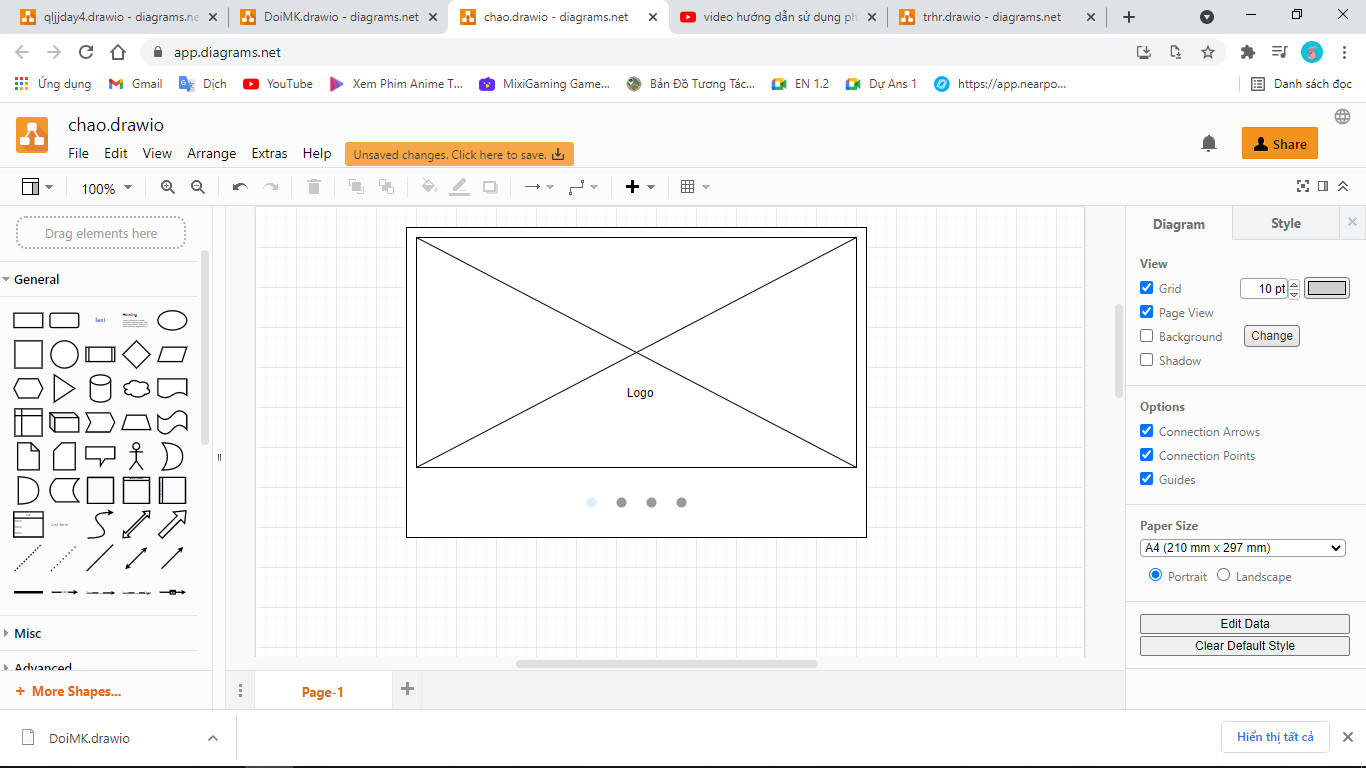 qljjday4.drawio - diagrams.ne
DoiMK.drawio - diagrams.net
chao.drawio - diagrams.net
video hướng dẫn sử dụng ph
trhr.drawio - diagrams.net
app.diagrams.net
Ứng dụng
Gmail
Dịch
YouTube
Xem Phim Anime T...
MixiGaming Game...
Bản Đồ Tương Tác...
EN 1.2
Dự Ans 1
https://app.nearpo...
Danh sách đọc
chao.drawio
File Edit View Arrange Extras Help
Unsaved changes. Click here to save.
Share
100%
Drag elements here
General
Text
Heading
List Item
Misc
Advanced
+ More Shapes...
Logo
Diagram
Style
View
Grid
10 pt
Page View
Background
Change
Shadow
Options
Connection Arrows
Connection Points
Guides
Paper Size
A4 (210 mm x 297 mm)
Portrait
Landscape
Edit Data
Clear Default Style
Page-1
DoiMK.drawio
Hiển thị tất cả